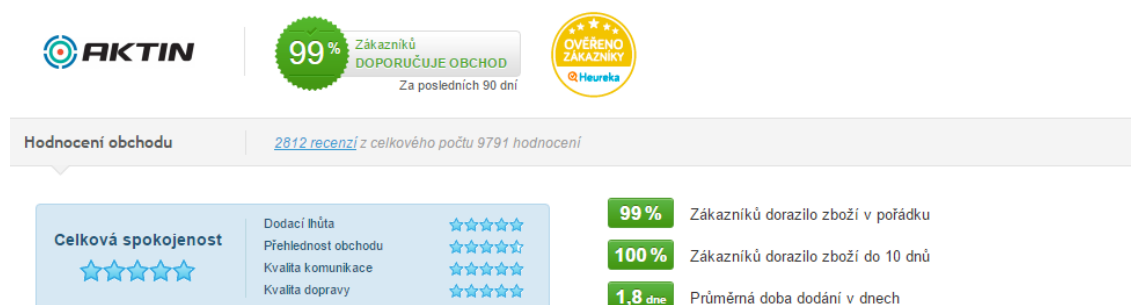 AKTIN
99 %
Zákazníků
DOPORUČUJE OBCHOD
Za posledních 90 dní
OVĚŘENO
ZÁKAZNÍKY
Heureka
Hodnocení obchodu
2812 recenzí z celkového počtu 9791 hodnocení
Celková spokojenost
Dodací lhůta
Přehlednost obchodu
Kvalita komunikace
Kvalita dopravy
99 % Zákazníků dorazilo zboží v pořádku
100 % Zákazníků dorazilo zboží do 10 dnů
1,8 dne Průměrná doba dodání v dnech